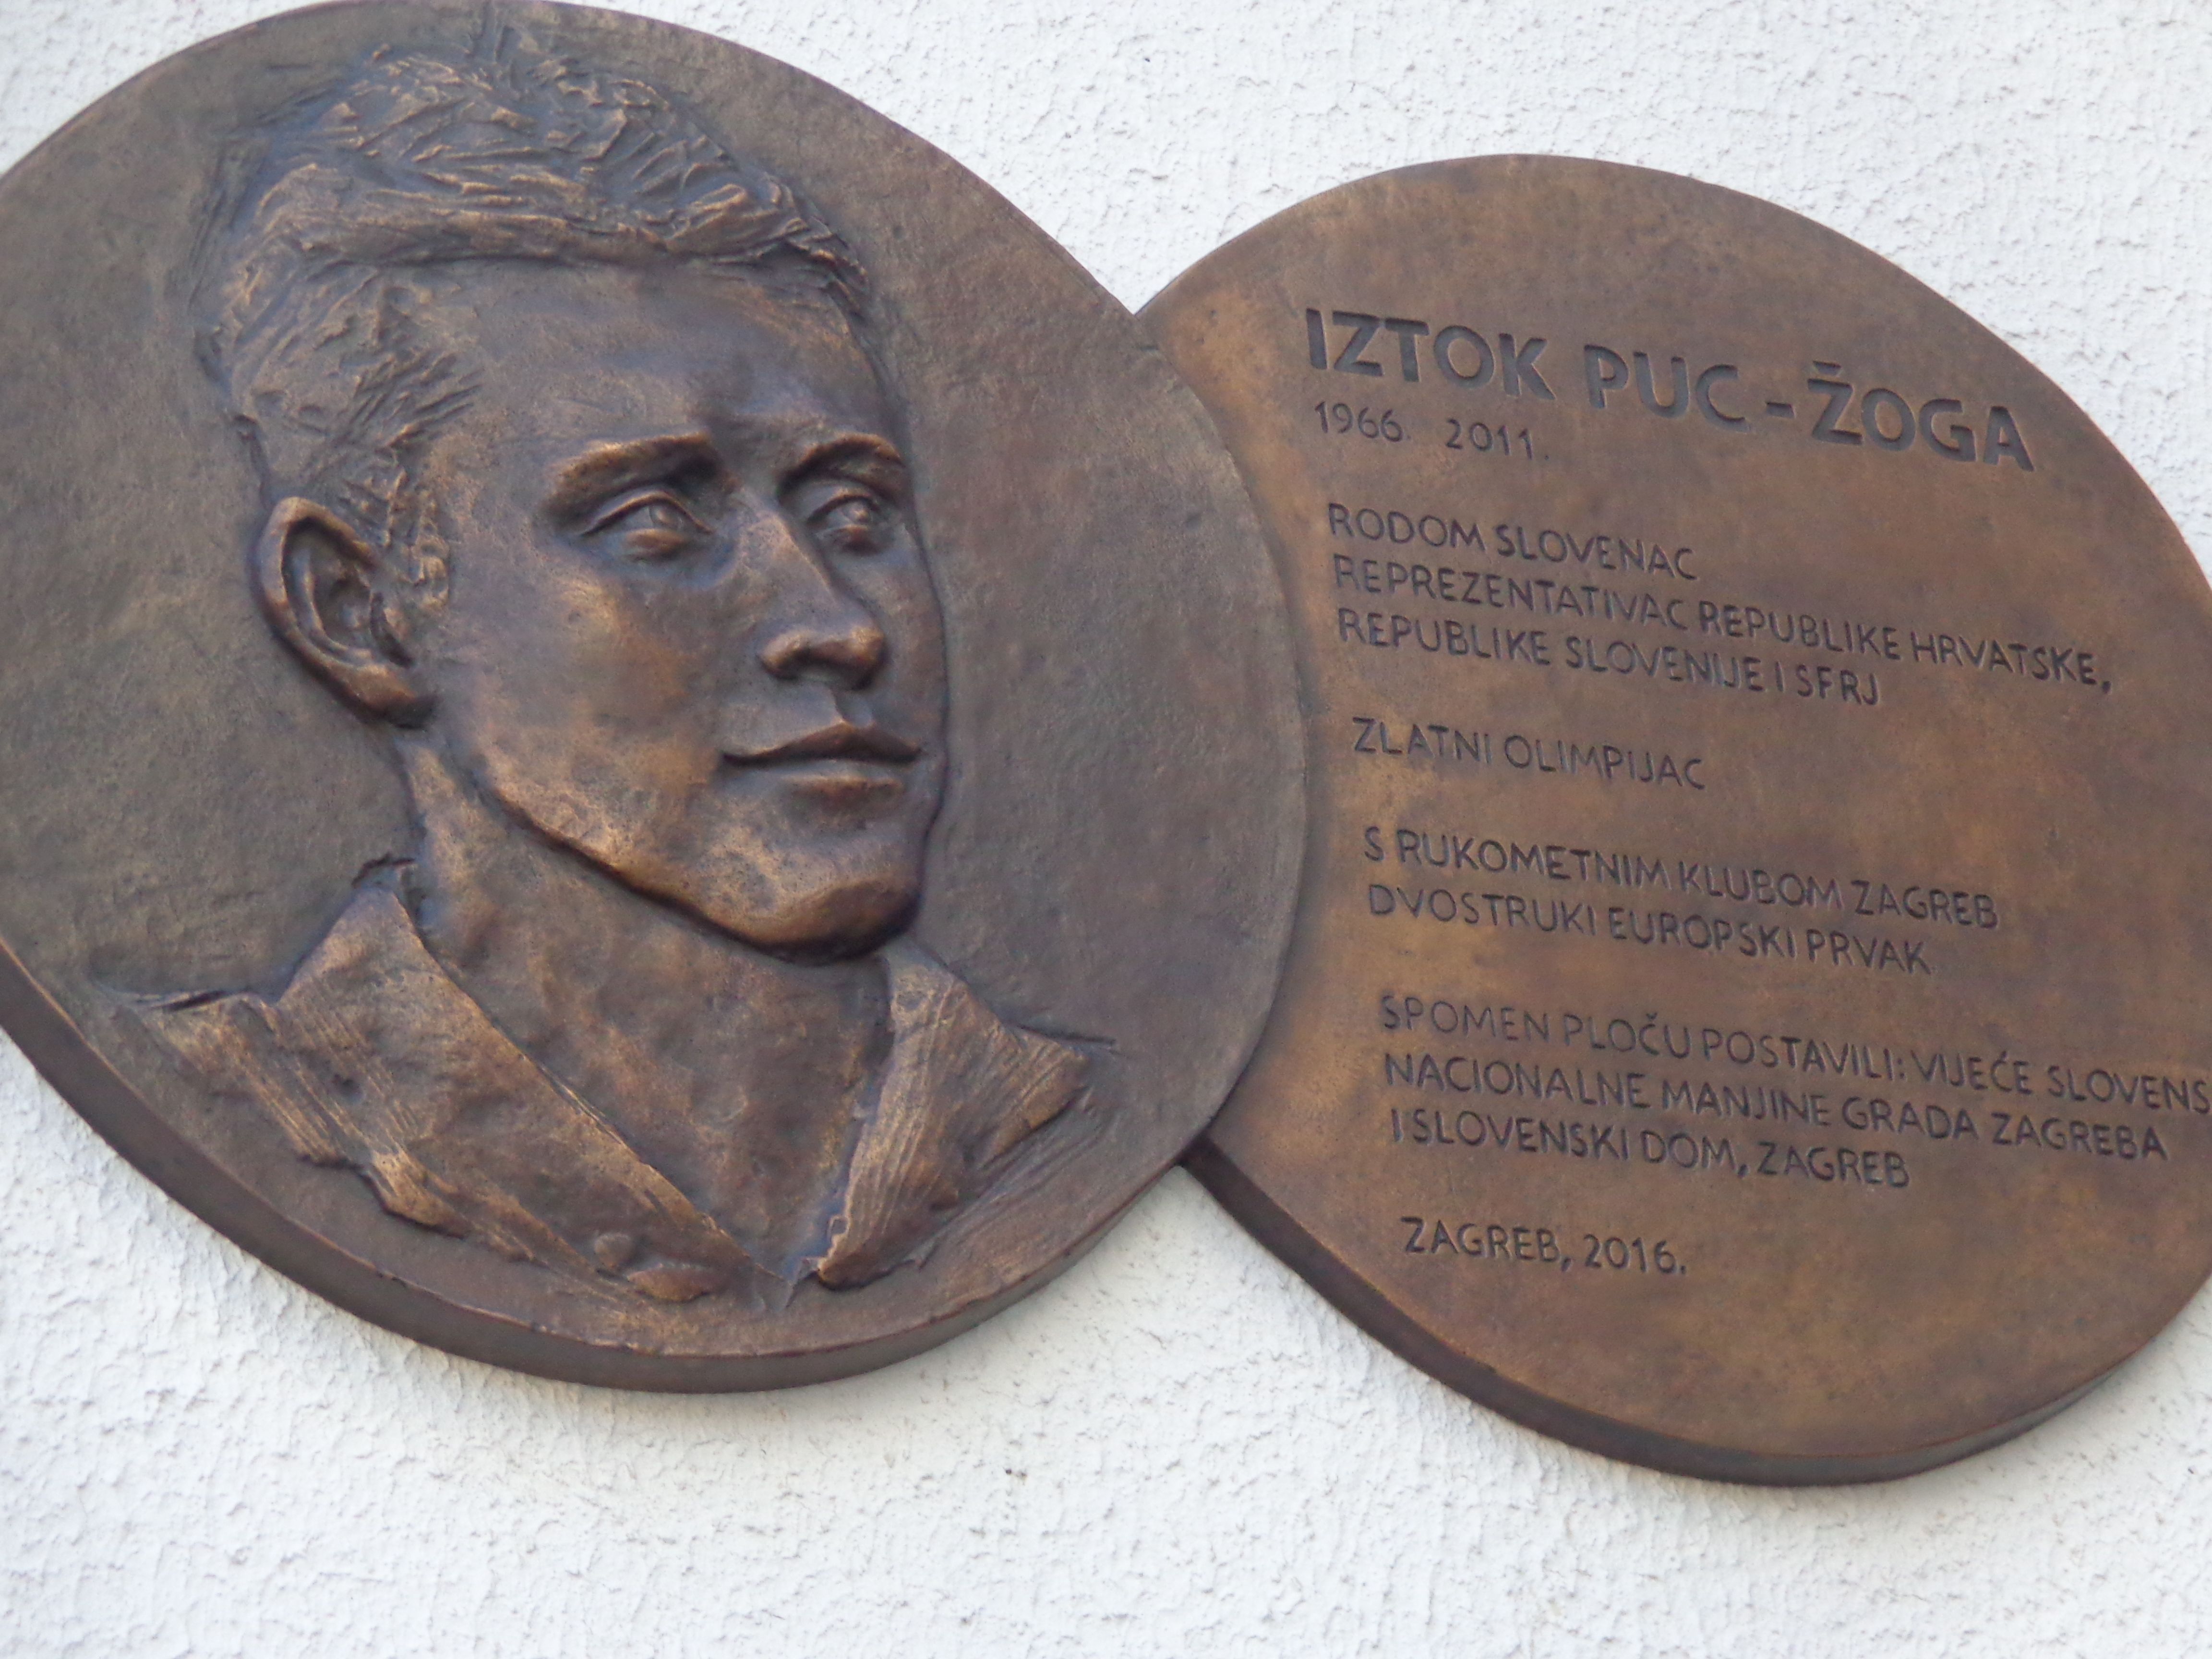 IZTOK PUC - ŽOGA
1966. 2011.
RODOM SLOVENAC
REPREZENTATIVAC REPUBLIKE HRVATSKE,
REPUBLIKE SLOVENIJE I SFRJ
ZLATNI OLIMPIJAC
S RUKOMETNIM KLUBOM ZAGREB
DVOSTRUKI EUROPSKI PRVAK
SPOMEN PLOČU POSTAVILI: VIJEĆE SLOVENS
NACIONALNE MANJINE GRADA ZAGREBA
I SLOVENSKI DOM, ZAGREB
ZAGREB, 2016.